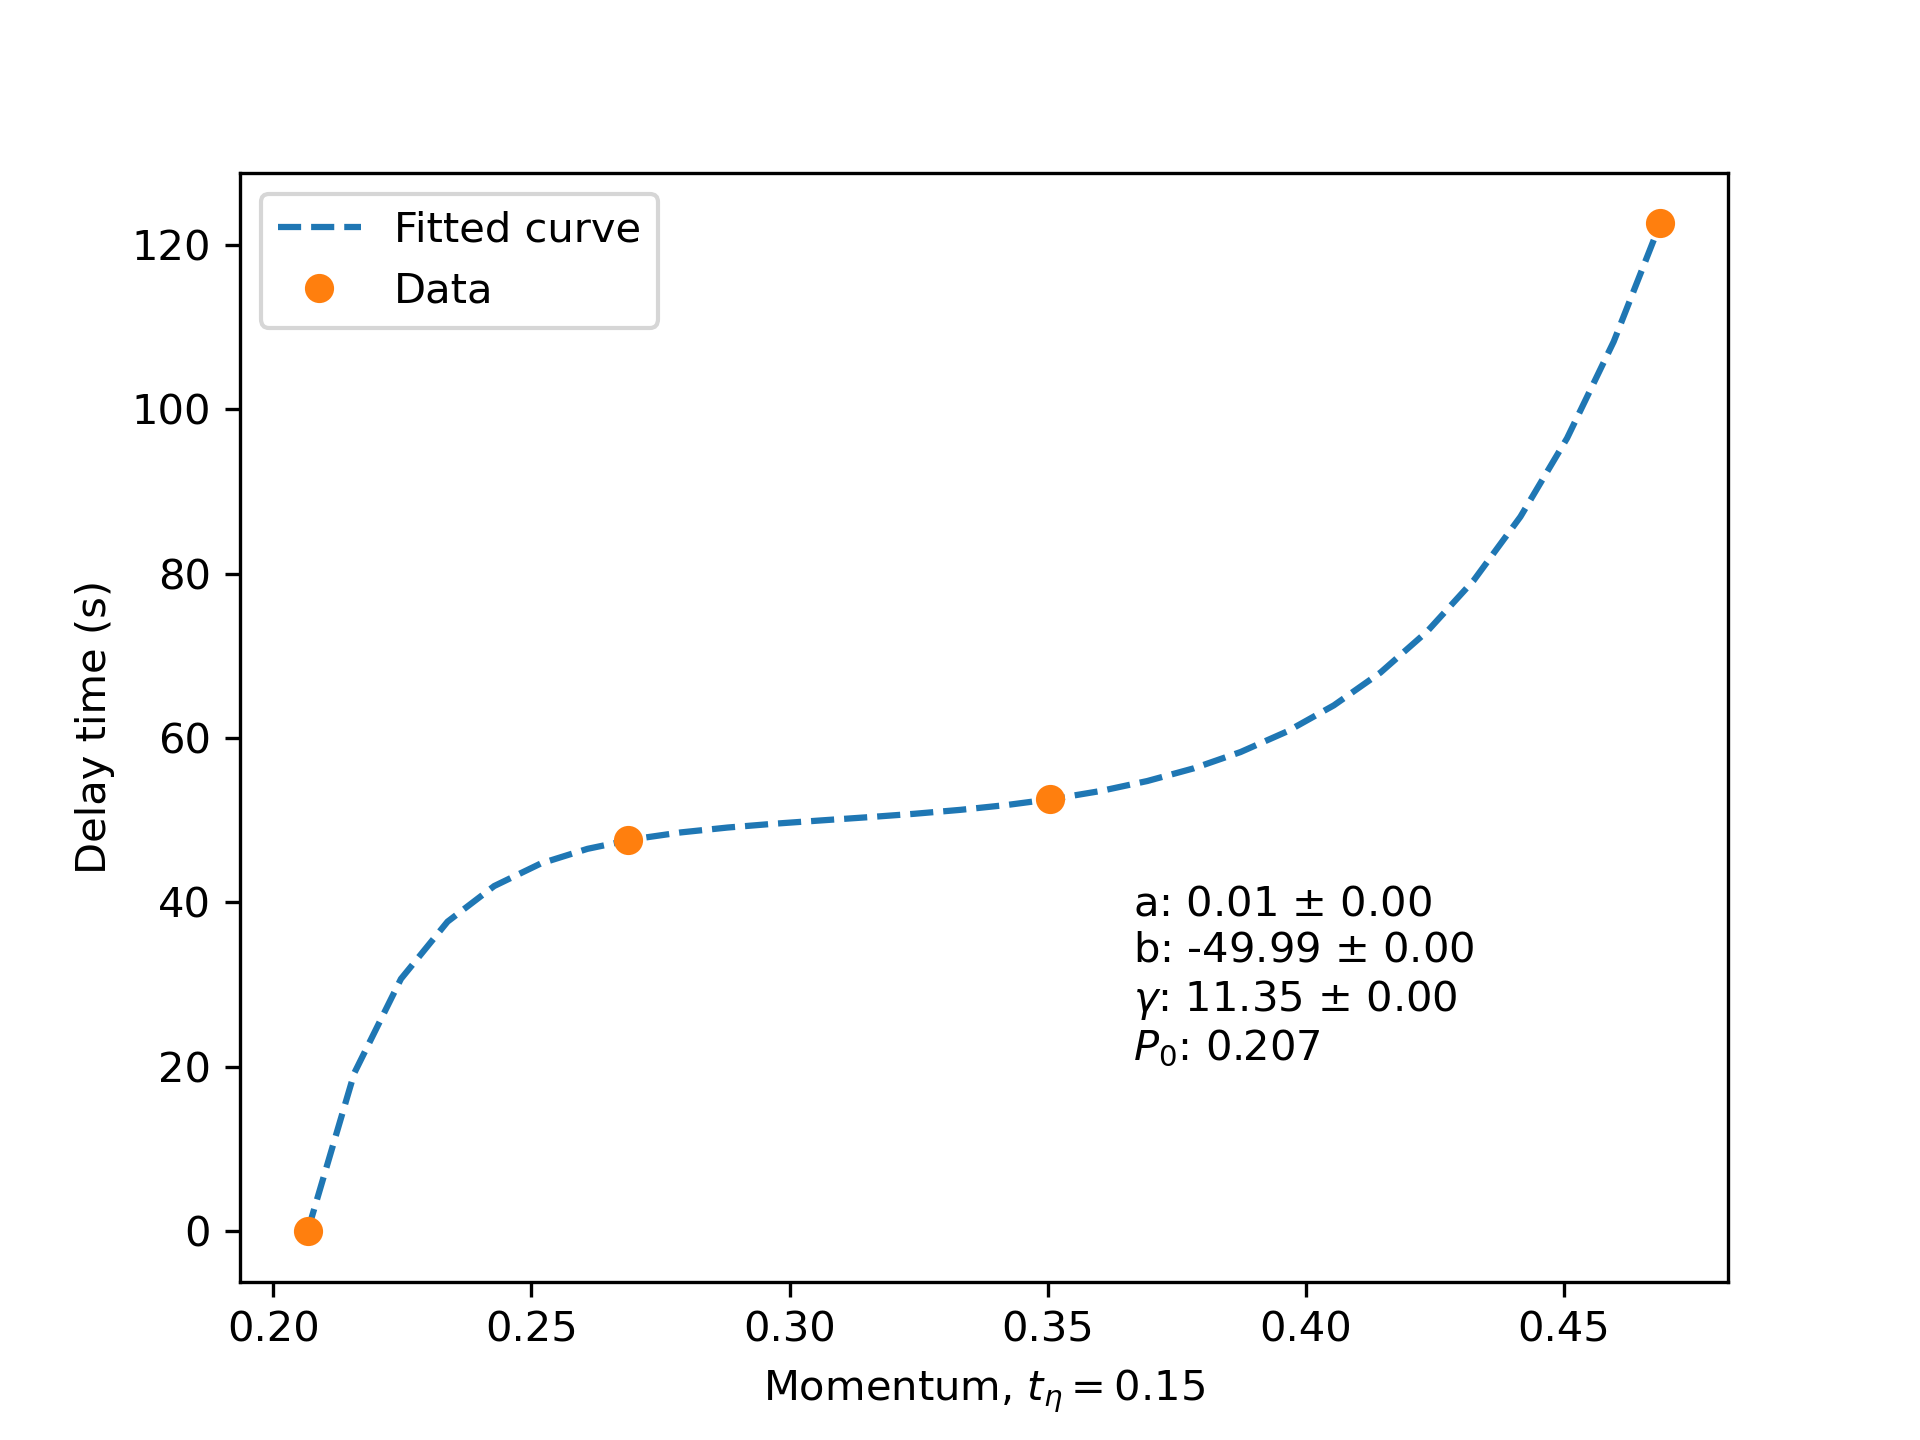 Fitted curve
Data
120
100
80
60
40
20
0
Delay time (s)
a: 0.01 ± 0.00
b: -49.99 ± 0.00
γ: 11.35 ± 0.00
P₀: 0.207
0.20 0.25 0.30 0.35 0.40 0.45
Momentum, tη = 0.15